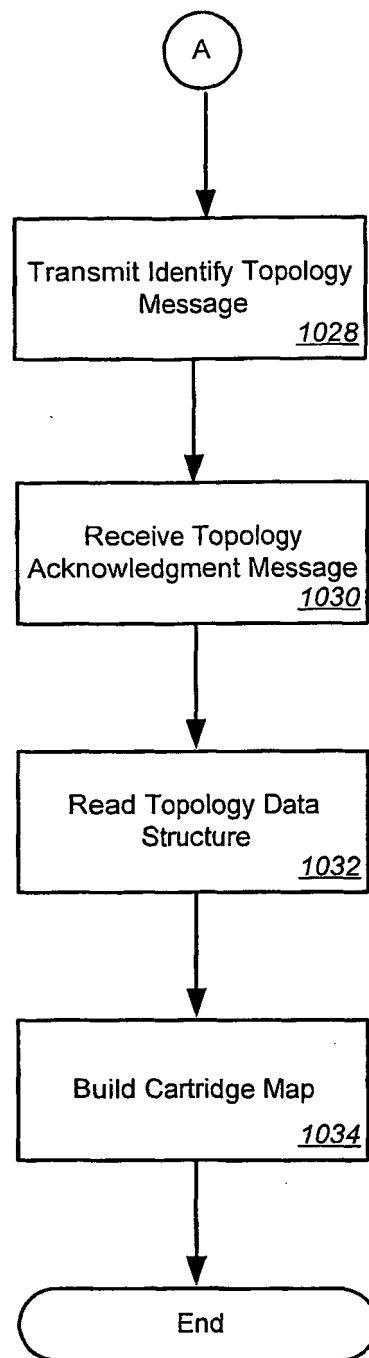 A
Transmit Identify Topology
Message
1028
Receive Topology
Acknowledgment Message
1030
Read Topology Data
Structure
1032
Build Cartridge Map
1034
End